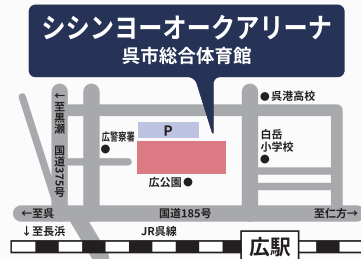 シシンヨーオークアリーナ
呉市総合体育館
●呉港高校
←至黒瀬 国道375号
広警察署
P
白岳
小学校
広公園●
←至呉
国道185号
至仁方→
↓至長浜
JR呉線
広駅